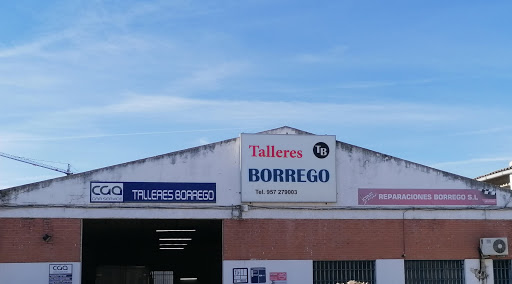 Talleres
TB
BORREGO
Tel. 957 279003
CGA
TALLERES BORREGO
REPARACIONES BORREGO S.L
CGA